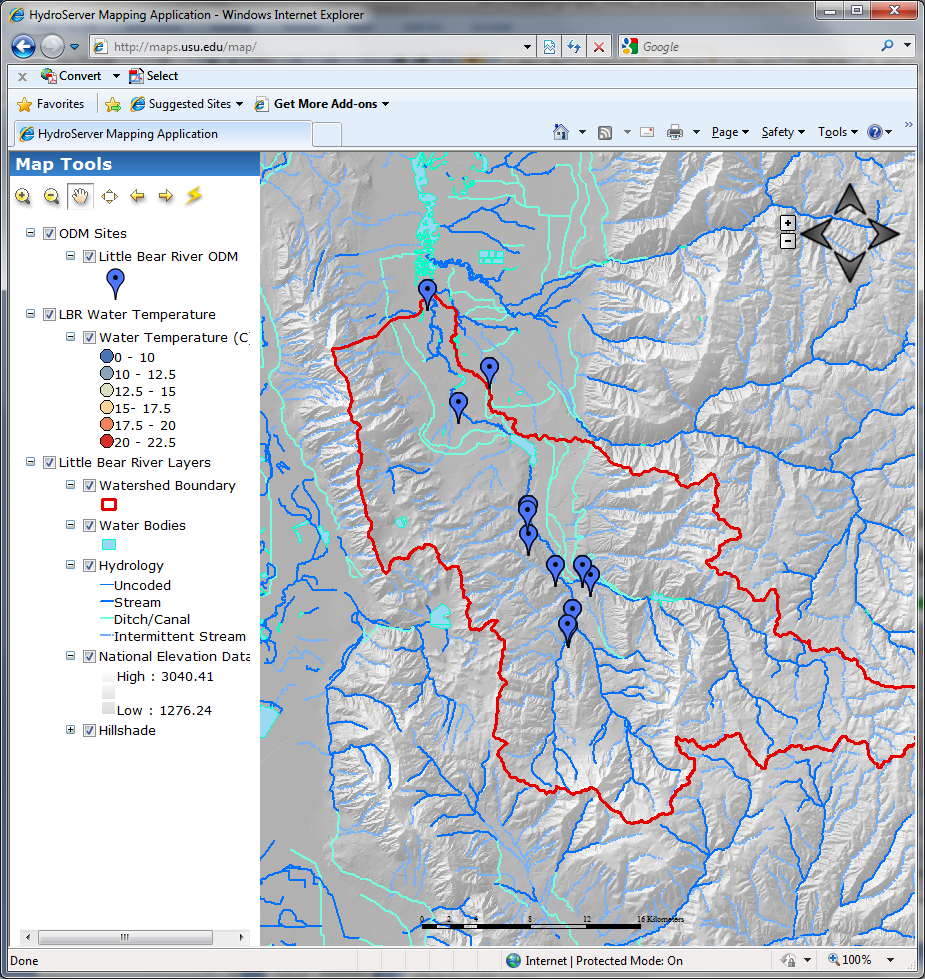 HydroServer Mapping Application - Windows Internet Explorer
http://maps.usu.edu/map/
Google
Convert Select
Favorites Suggested Sites Get More Add-ons
HydroServer Mapping Application
Page Safety Tools
Map Tools
ODM Sites
Little Bear River ODM
LBR Water Temperature
Water Temperature (C)
0 - 10
10 - 12.5
12.5 - 15
15- 17.5
17.5 - 20
20 - 22.5
Little Bear River Layers
Watershed Boundary
Water Bodies
Hydrology
Uncoded
Stream
Ditch/Canal
Intermittent Stream
National Elevation Data
High : 3040.41
Low : 1276.24
Hillshade
0 2 4 8 12 16 Kilometers
Done
Internet | Protected Mode: On
100%